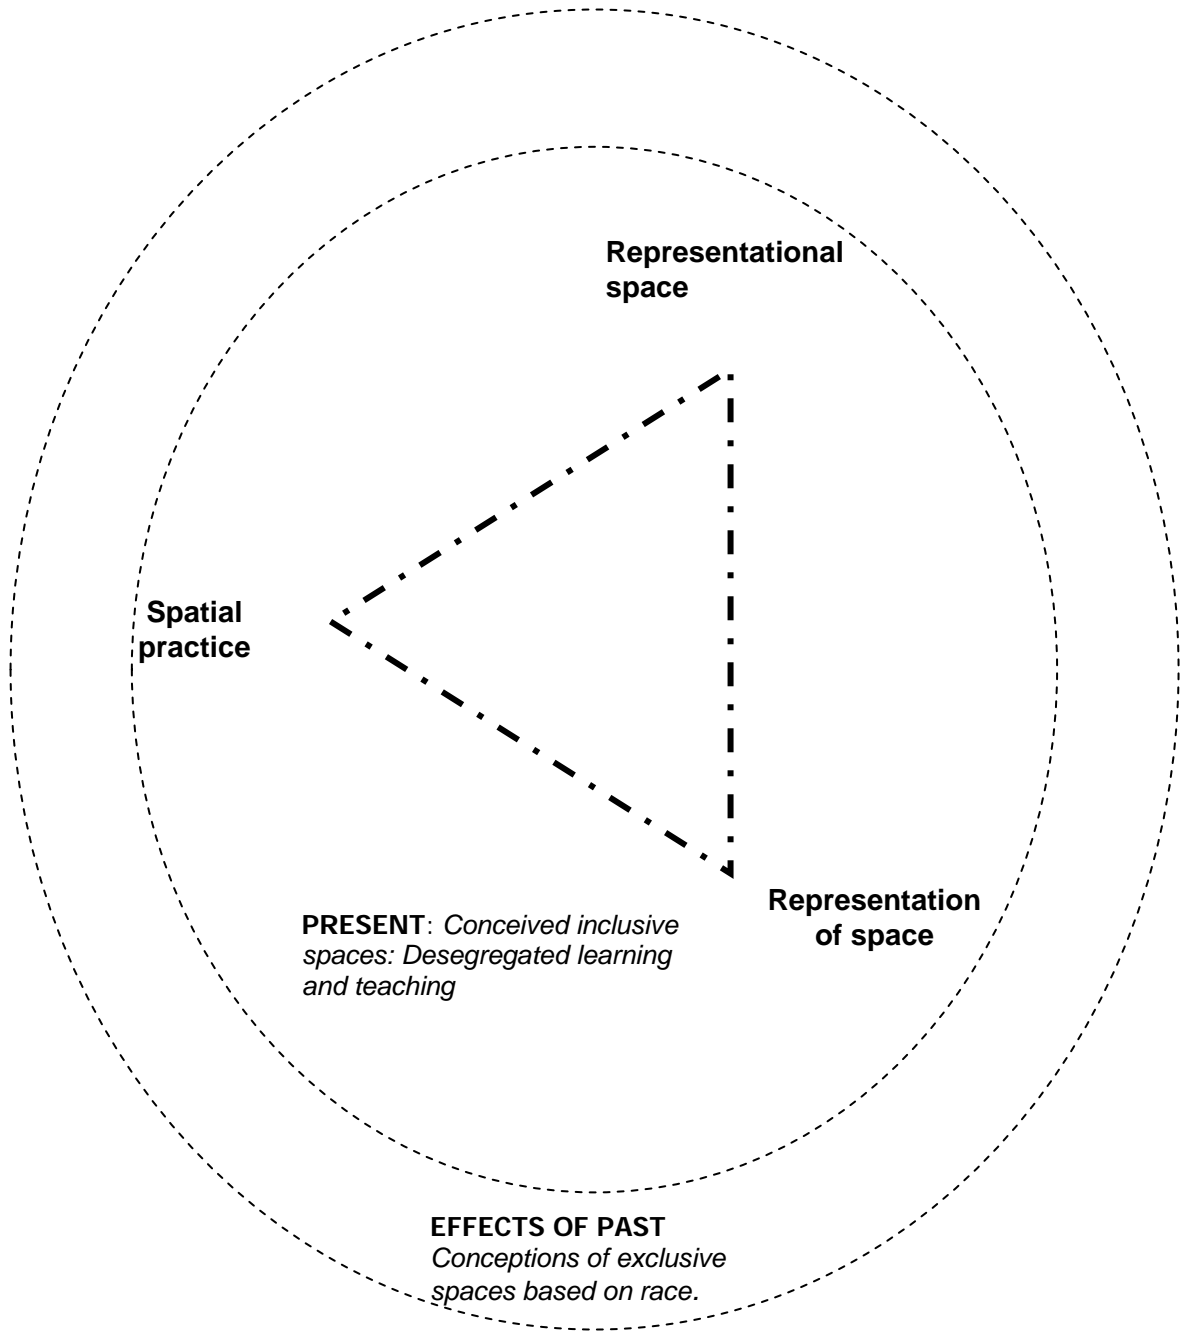 Representational
space
Spatial
practice
Representation
of space
PRESENT: Conceived inclusive
spaces: Desegregated learning
and teaching
EFFECTS OF PAST
Conceptions of exclusive
spaces based on race.